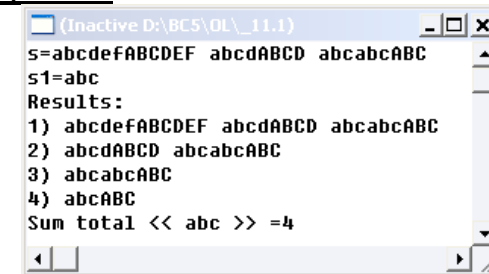 (Inactive D:\BC5\OL\_11.1)
s=abcdefABCDEF abcdABCD abcabcABC
s1=abc
Results:
1) abcdefABCDEF abcdABCD abcabcABC
2) abcdABCD abcabcABC
3) abcabcABC
4) abcABC
Sum total << abc >> =4